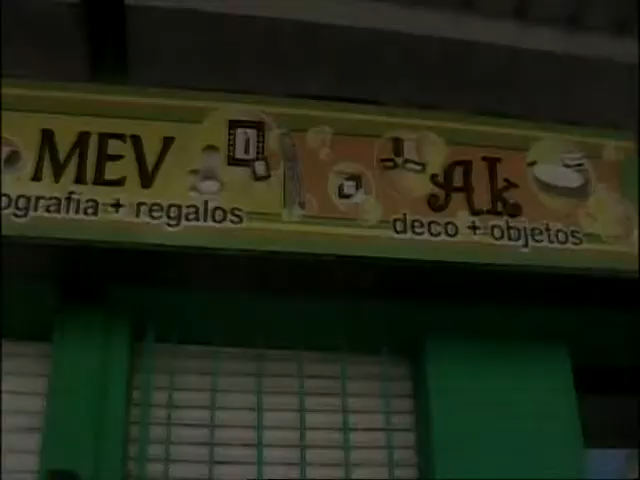 MEV
ografia + regalos
Ak
deco + objetos